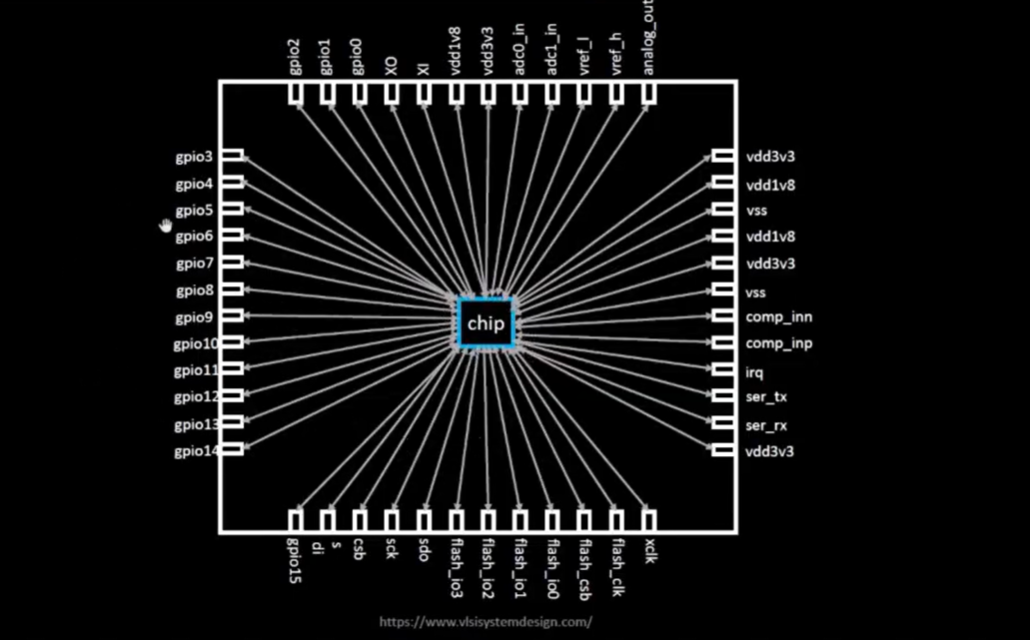 gpio2
gpio1
gpio0
XO
XI
vdd1v8
vdd3v3
adc0_in
adc1_in
vref_l
vref_h
analog_out
gpio3
gpio4
gpio5
gpio6
gpio7
gpio8
gpio9
gpio10
gpio11
gpio12
gpio13
gpio14
chip
vdd3v3
vdd1v8
vss
vdd1v8
vdd3v3
vss
comp_inn
comp_inp
irq
ser_tx
ser_rx
vdd3v3
gpio15
s
di
csb
sck
sdo
flash_io3
flash_io2
flash_io1
flash_io0
flash_csb
flash_clk
xclk
https://www.vlsisystemdesign.com/